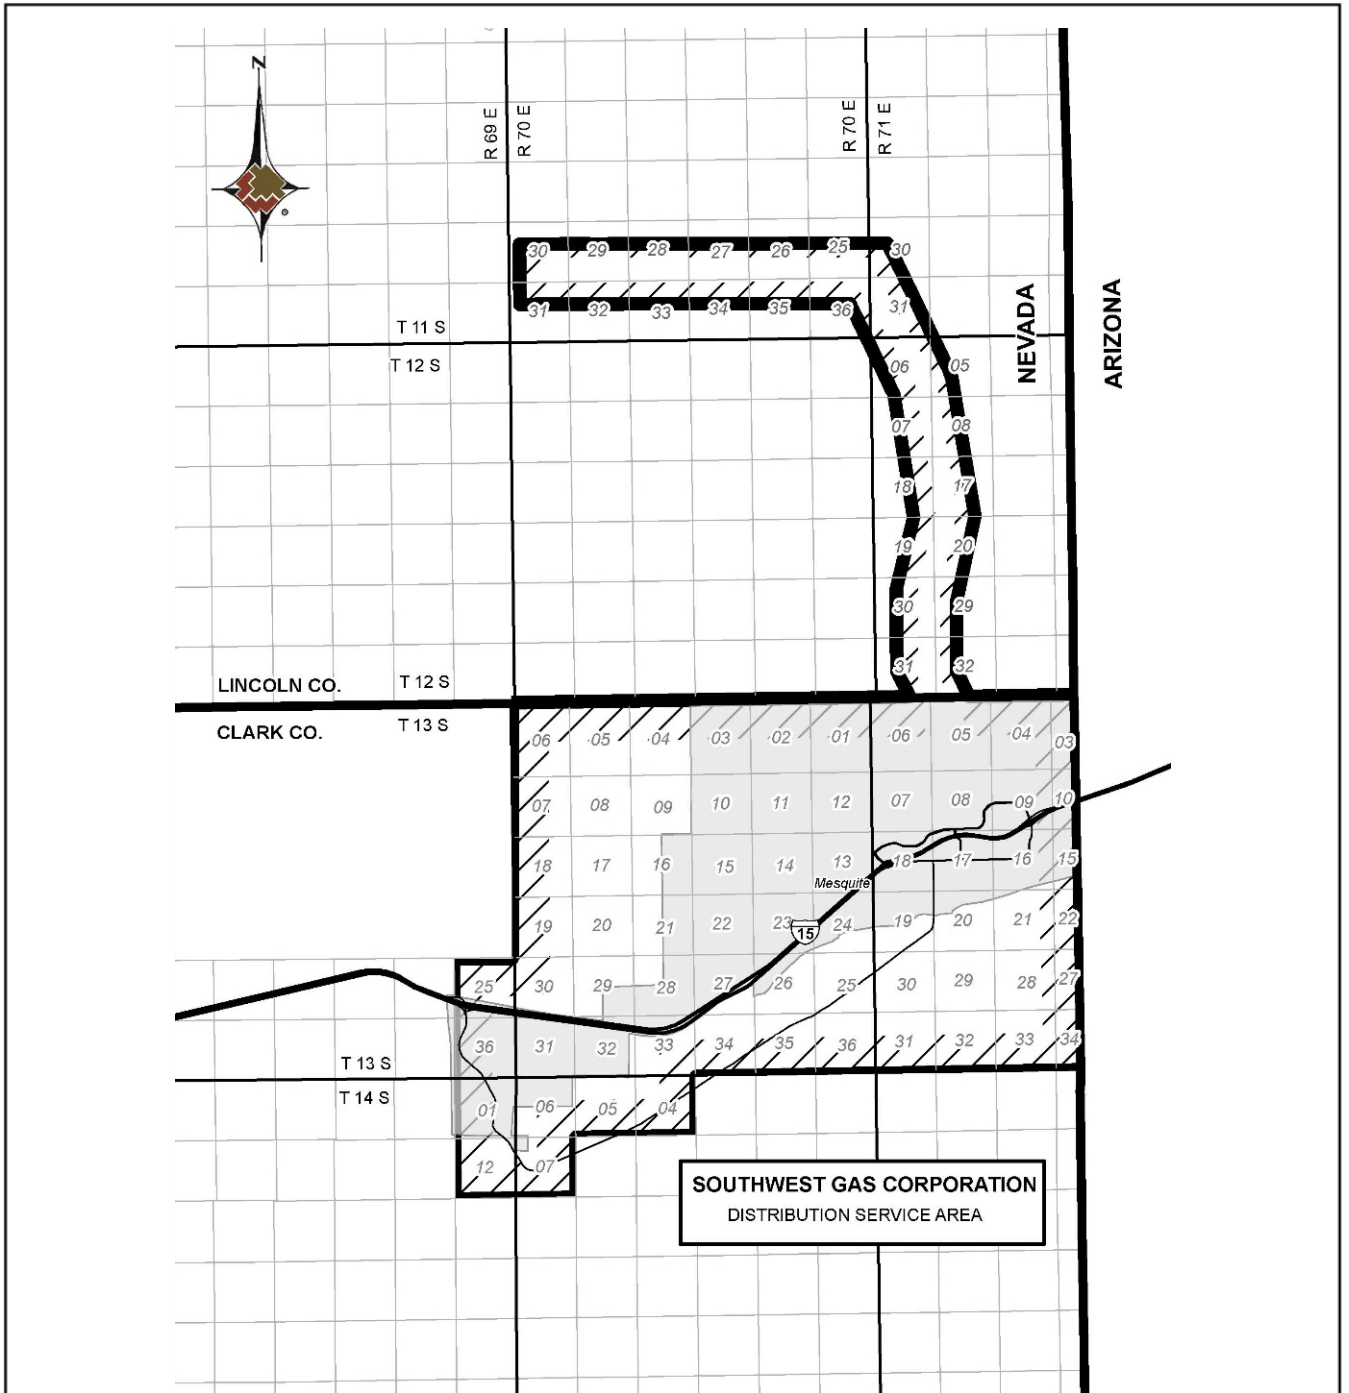 N
R 69 E
R 70 E
R 70 E
R 71 E
30 29 28 27 26 25 30
31 32 33 34 35 36 31
NEVADA
ARIZONA
T 11 S
T 12 S
06 05
07 08
18 17
19 20
30 29
31 32
LINCOLN CO.
T 12 S
CLARK CO.
T 13 S
06 05 04 03 02 01 06 05 04 03
07 08 09 10 11 12 07 08 09 10
18 17 16 15 14 13 18 17 16 15
Mesquite
19 20 21 22 23 24 19 20 21 22
15
25 30 29 28 27 26 25 30 29 28 27
36 31 32 33 34 35 36 31 32 33 34
T 13 S
T 14 S
01 06 05 04
12 07
SOUTHWEST GAS CORPORATION
DISTRIBUTION SERVICE AREA